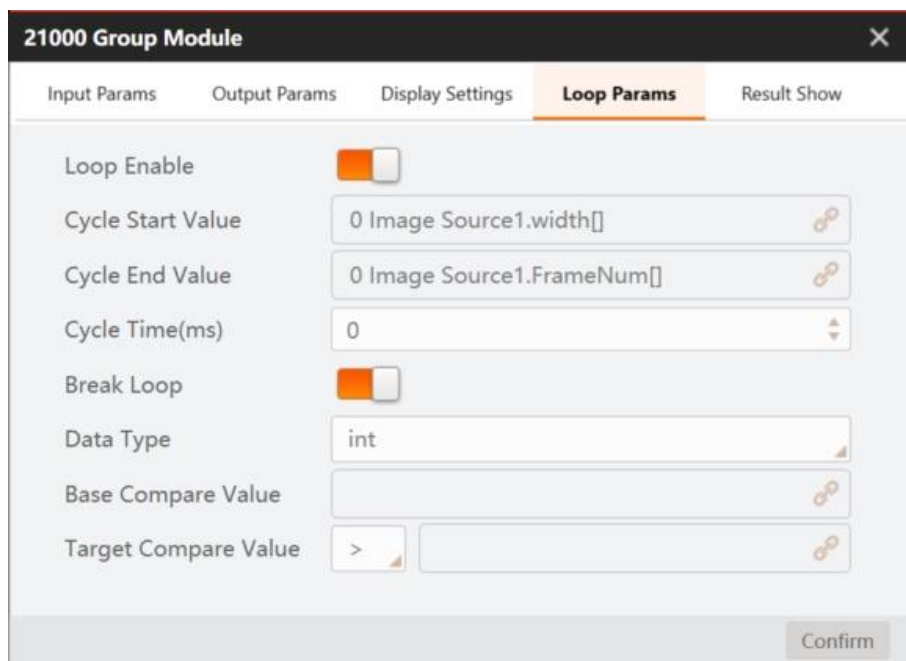 21000 Group Module
Input Params Output Params Display Settings Loop Params Result Show
Loop Enable
Cycle Start Value 0 Image Source1.width[]
Cycle End Value 0 Image Source1.FrameNum[]
Cycle Time(ms) 0
Break Loop
Data Type int
Base Compare Value
Target Compare Value >
Confirm